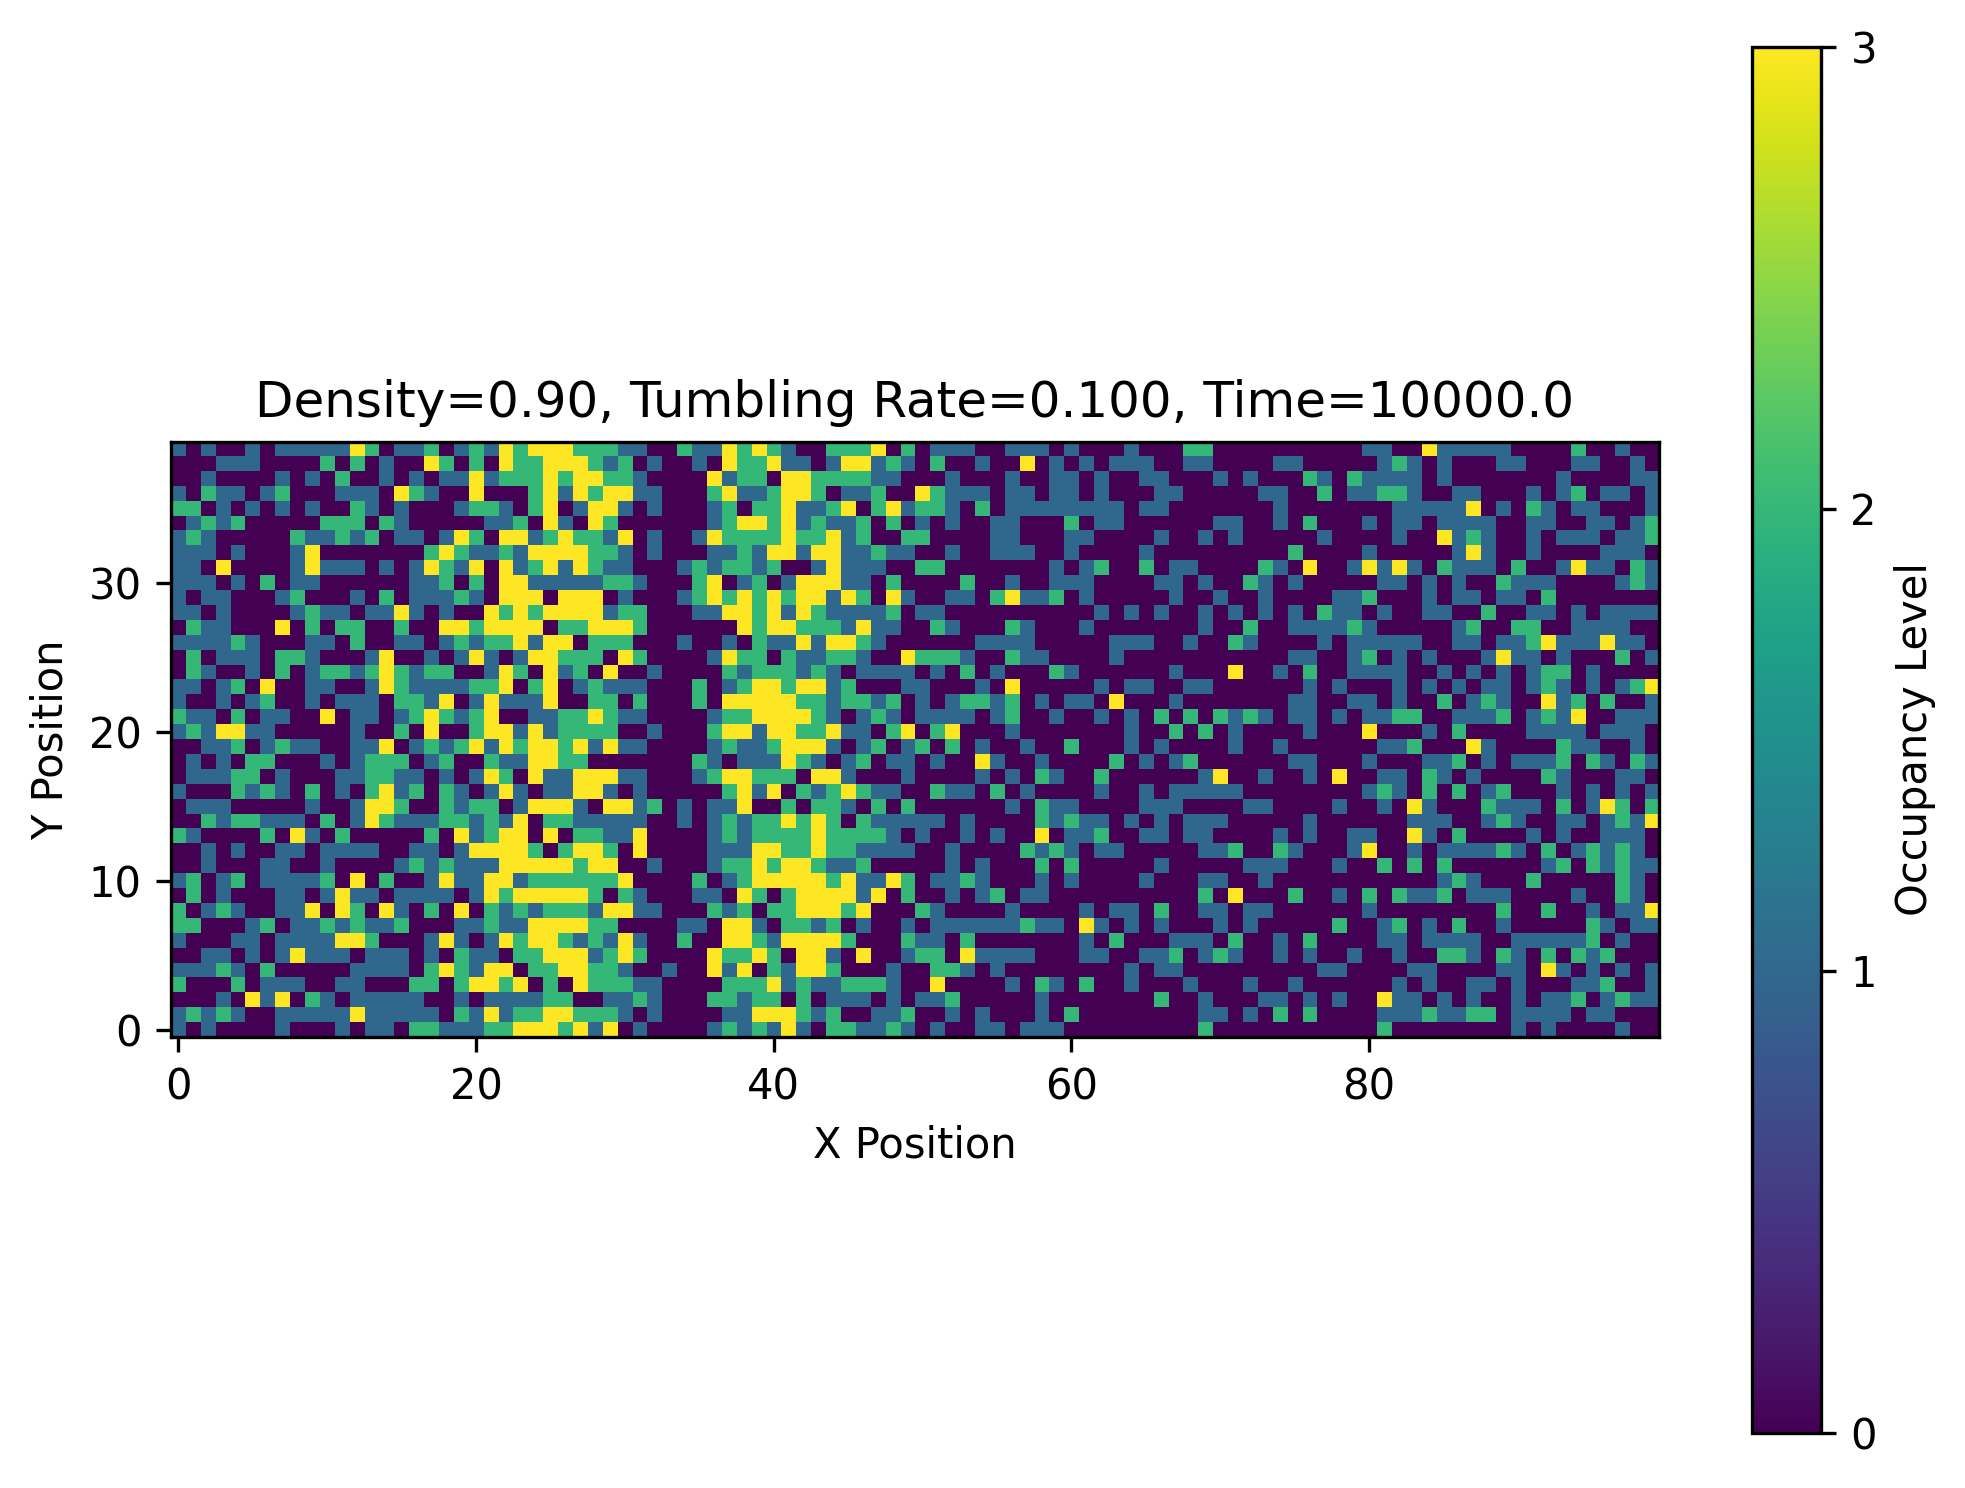 Density=0.90, Tumbling Rate=0.100, Time=10000.0
Y Position
30
20
10
0
0 20 40 60 80
X Position
3
2
1
0
Occupancy Level